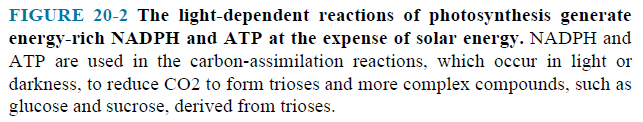 FIGURE 20-2 The light-dependent reactions of photosynthesis generate
energy-rich NADPH and ATP at the expense of solar energy. NADPH and
ATP are used in the carbon-assimilation reactions, which occur in light or
darkness, to reduce CO2 to form trioses and more complex compounds, such as
glucose and sucrose, derived from trioses.